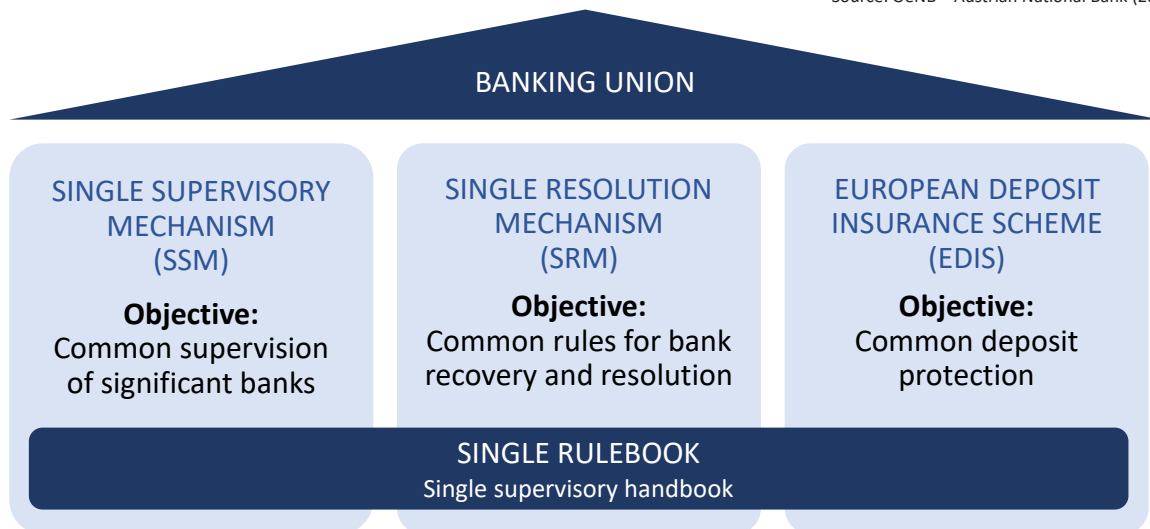 BANKING UNION
SINGLE SUPERVISORY
MECHANISM
(SSM)
Objective:
Common supervision
of significant banks
SINGLE RESOLUTION
MECHANISM
(SRM)
Objective:
Common rules for bank
recovery and resolution
EUROPEAN DEPOSIT
INSURANCE SCHEME
(EDIS)
Objective:
Common deposit
protection
SINGLE RULEBOOK
Single supervisory handbook